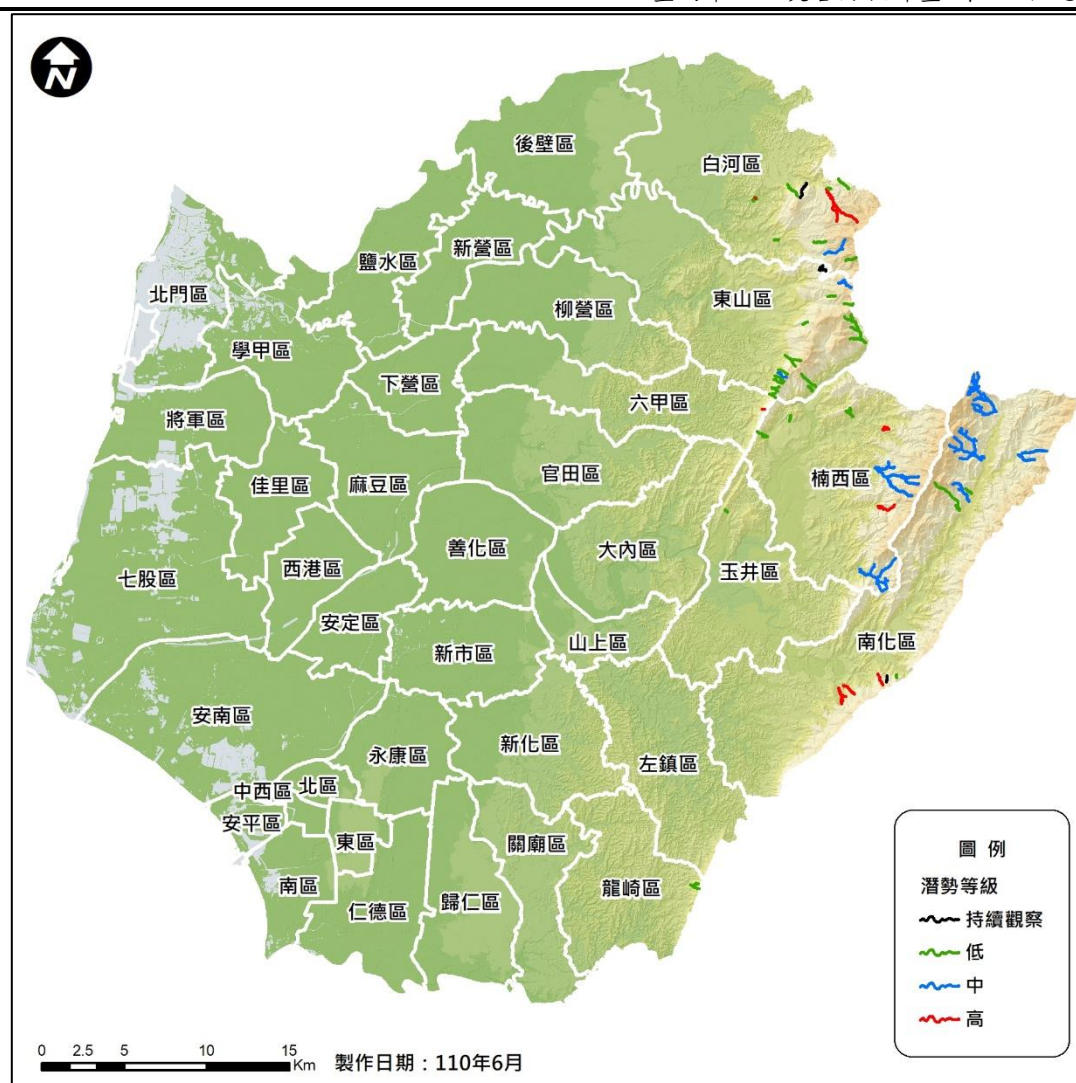 N
後壁區
白河區
新營區
鹽水區
北門區
柳營區
東山區
學甲區
下營區
六甲區
將軍區
官田區
楠西區
佳里區
麻豆區
善化區
大內區
玉井區
七股區
西港區
安定區
新市區
山上區
南化區
安南區
永康區
新化區
左鎮區
中西區
北區
安平區
東區
關廟區
南區
仁德區
歸仁區
龍崎區
圖 例
潛勢等級
持續觀察
低
中
高
0 2.5 5 10 15 Km
製作日期：110年6月